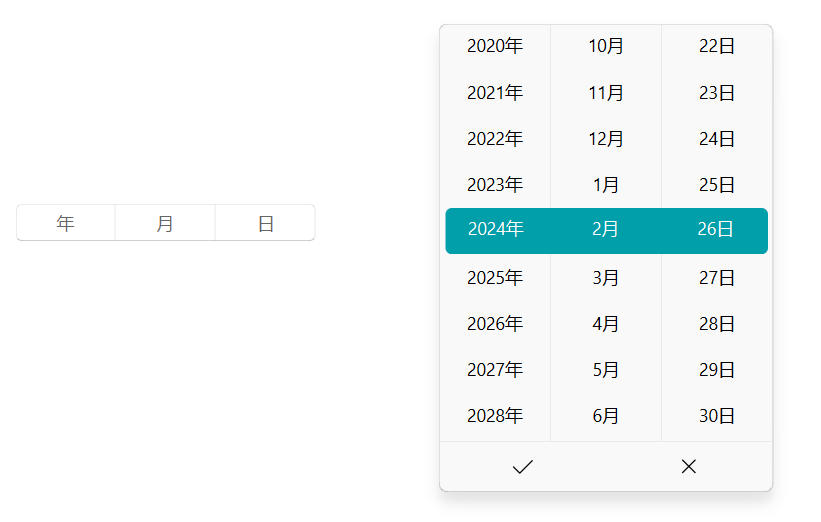 年 月 日
2020年 10月 22日
2021年 11月 23日
2022年 12月 24日
2023年 1月 25日
2024年 2月 26日
2025年 3月 27日
2026年 4月 28日
2027年 5月 29日
2028年 6月 30日